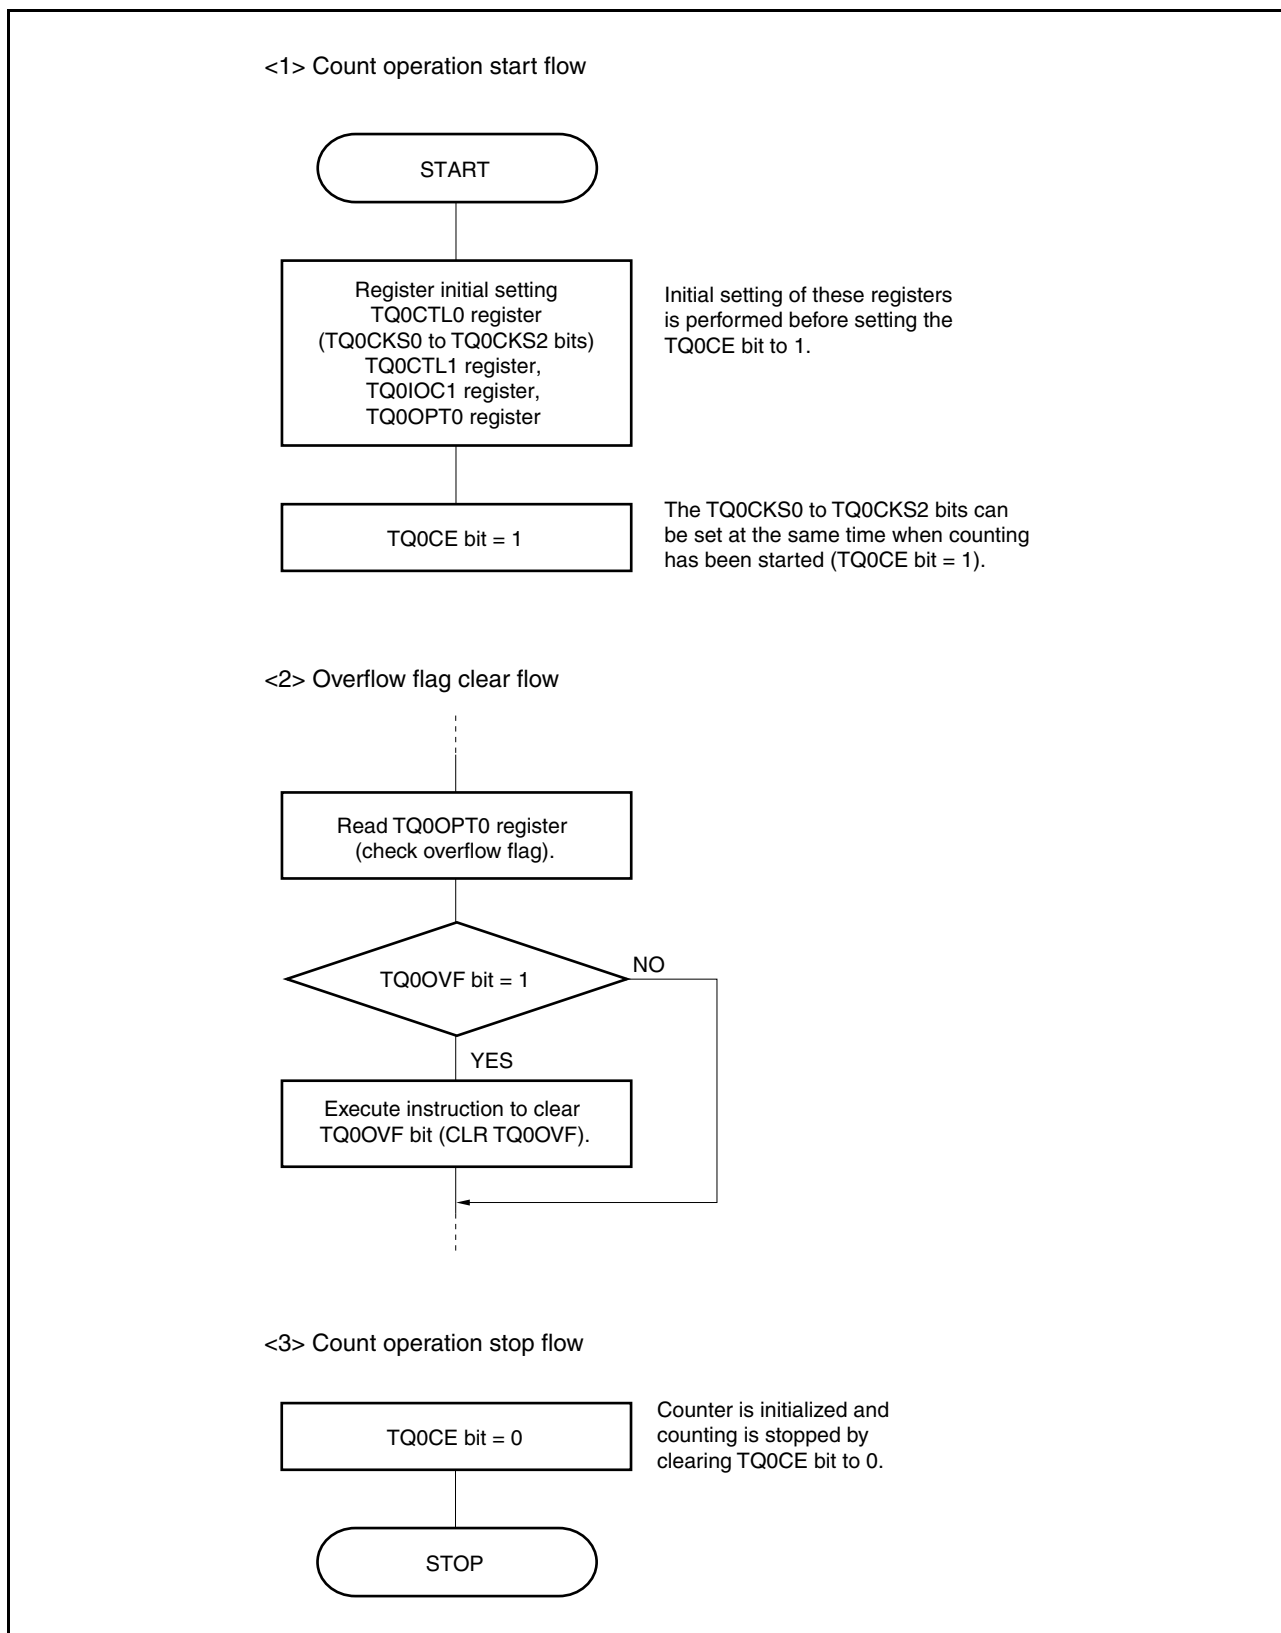 <1> Count operation start flow
START
Register initial setting
TQ0CTL0 register
(TQ0CKS0 to TQ0CKS2 bits)
TQ0CTL1 register,
TQ0IOC1 register,
TQ0OPT0 register
Initial setting of these registers
is performed before setting the
TQ0CE bit to 1.
TQ0CE bit = 1
The TQ0CKS0 to TQ0CKS2 bits can
be set at the same time when counting
has been started (TQ0CE bit = 1).
<2> Overflow flag clear flow
Read TQ0OPT0 register
(check overflow flag).
TQ0OVF bit = 1
NO
YES
Execute instruction to clear
TQ0OVF bit (CLR TQ0OVF).
<3> Count operation stop flow
TQ0CE bit = 0
Counter is initialized and
counting is stopped by
clearing TQ0CE bit to 0.
STOP